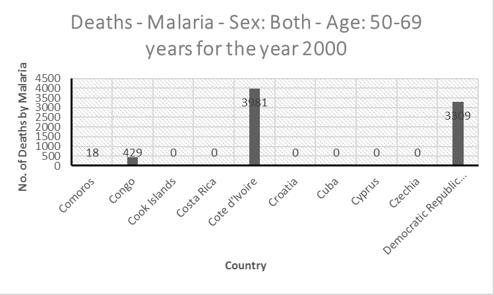 Deaths - Malaria - Sex: Both - Age: 50-69
years for the year 2000
No. of Deaths by Malaria
4500
4000
3500
3000
2500
2000
1500
1000
500
0
18
429
0
0
3981
0
0
0
0
3309
Comoros
Congo
Cook Islands
Costa Rica
Cote d'Ivoire
Croatia
Cuba
Cyprus
Czechia
Democratic Republic...
Country